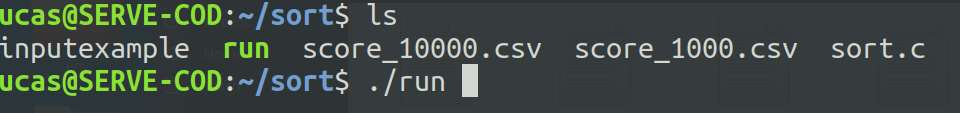 ucas@SERVE-COD:~/sort$ ls
inputexample run score_10000.csv score_1000.csv sort.c
ucas@SERVE-COD:~/sort$ ./run